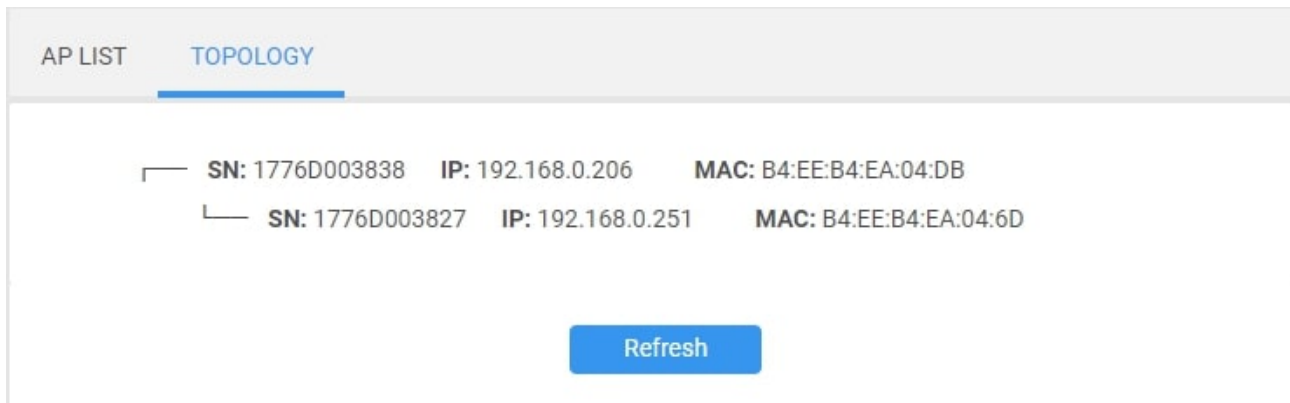 AP LIST TOPOLOGY
SN: 1776D003838 IP: 192.168.0.206 MAC: B4:EE:B4:EA:04:DB
SN: 1776D003827 IP: 192.168.0.251 MAC: B4:EE:B4:EA:04:6D
Refresh